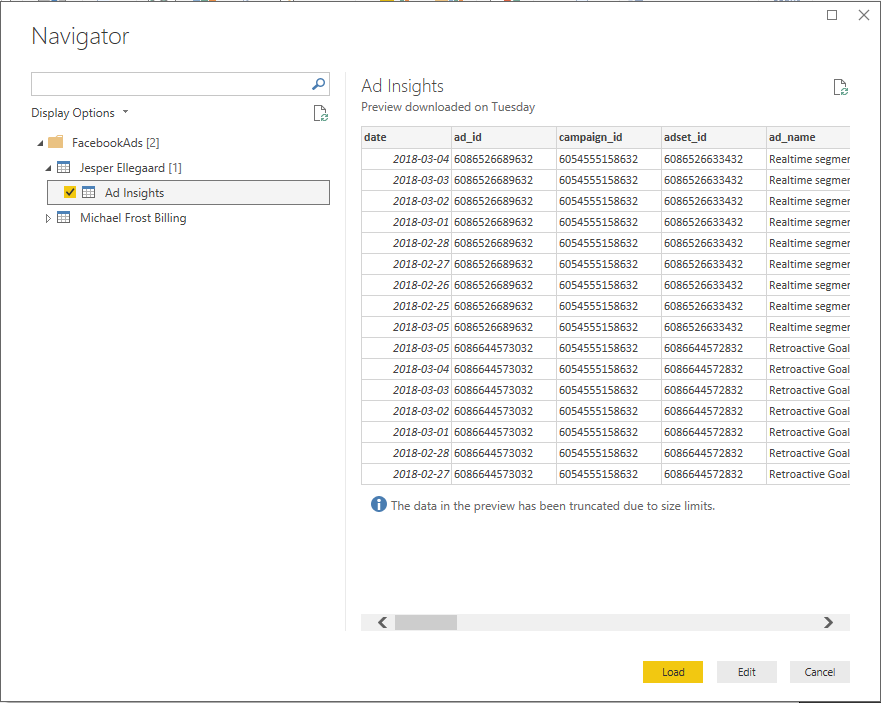 Navigator
Display Options
FacebookAds [2]
Jesper Ellegaard [1]
Ad Insights
Michael Frost Billing
Ad Insights
Preview downloaded on Tuesday
date ad_id campaign_id adset_id ad_name
2018-03-04 6086526689632 6054555158632 6086526633432 Realtime segmer
2018-03-03 6086526689632 6054555158632 6086526633432 Realtime segmer
2018-03-02 6086526689632 6054555158632 6086526633432 Realtime segmer
2018-03-01 6086526689632 6054555158632 6086526633432 Realtime segmer
2018-02-28 6086526689632 6054555158632 6086526633432 Realtime segmer
2018-02-27 6086526689632 6054555158632 6086526633432 Realtime segmer
2018-02-26 6086526689632 6054555158632 6086526633432 Realtime segmer
2018-02-25 6086526689632 6054555158632 6086526633432 Realtime segmer
2018-03-05 6086526689632 6054555158632 6086526633432 Realtime segmer
2018-03-05 6086644573032 6054555158632 6086644572832 Retroactive Goal
2018-03-04 6086644573032 6054555158632 6086644572832 Retroactive Goal
2018-03-03 6086644573032 6054555158632 6086644572832 Retroactive Goal
2018-03-02 6086644573032 6054555158632 6086644572832 Retroactive Goal
2018-03-01 6086644573032 6054555158632 6086644572832 Retroactive Goal
2018-02-28 6086644573032 6054555158632 6086644572832 Retroactive Goal
2018-02-27 6086644573032 6054555158632 6086644572832 Retroactive Goal
The data in the preview has been truncated due to size limits.
Load Edit Cancel